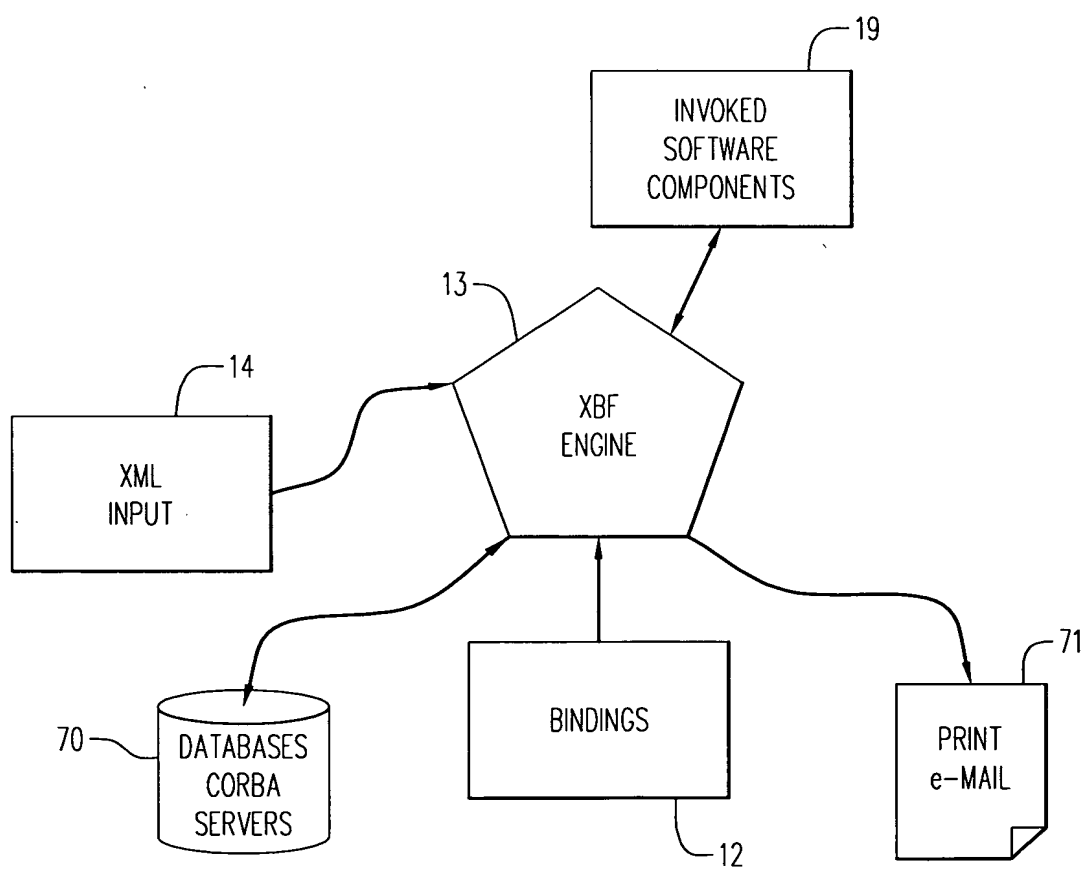 19
INVOKED
SOFTWARE
COMPONENTS
13
XBF
ENGINE
14
XML
INPUT
70
DATABASES
CORBA
SERVERS
BINDINGS
12
71
PRINT
e-MAIL